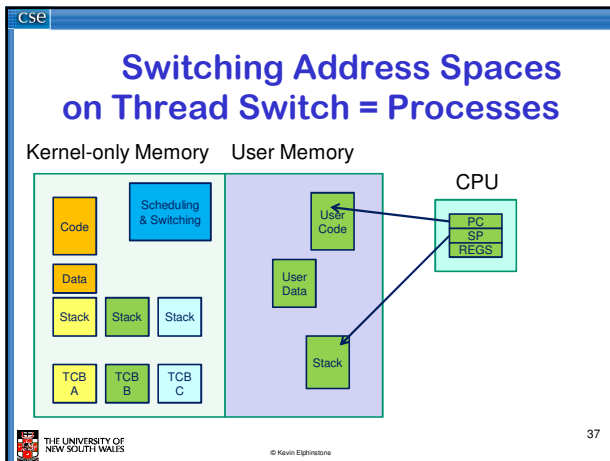 cse
Switching Address Spaces
on Thread Switch = Processes
Kernel-only Memory
User Memory
CPU
Code
Scheduling
& Switching
User
Code
PC
SP
REGS
Data
User
Data
Stack
Stack
Stack
Stack
TCB
A
TCB
B
TCB
C
THE UNIVERSITY OF
NEW SOUTH WALES
© Kevin Elphinstone
37